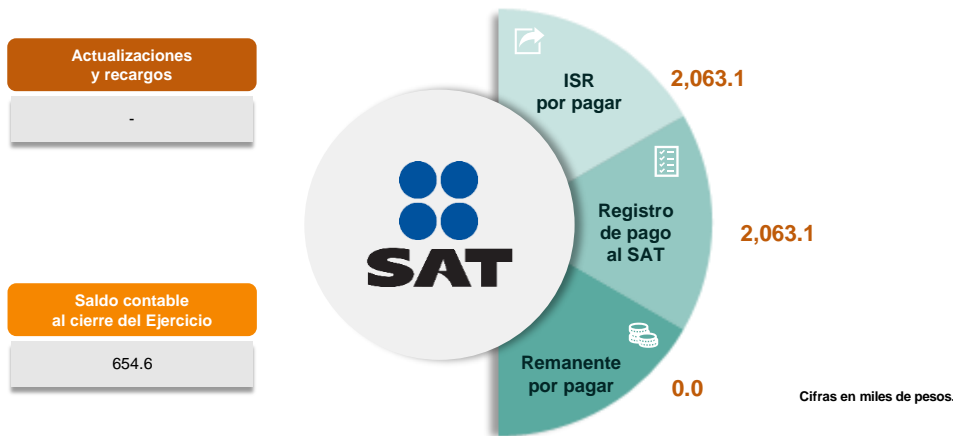 Actualizaciones
y recargos
-
Saldo contable
al cierre del Ejercicio
654.6
SAT
ISR
por pagar
2,063.1
Registro
de pago
al SAT
2,063.1
Remanente
por pagar
0.0
Cifras en miles de pesos.